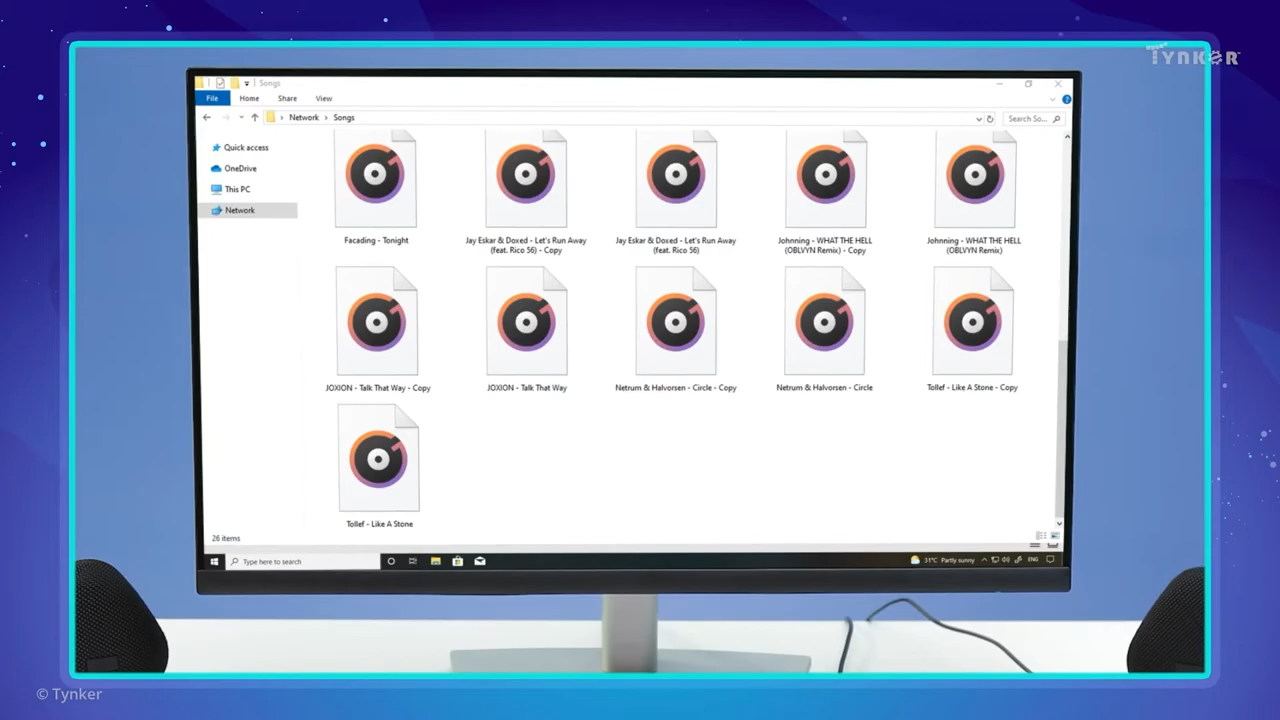 Tynker
Songs
File Home Share View
Network Songs
Search So...
Quick access
OneDrive
This PC
Network
Facading - Tonight
Jay Eskar & Doxed - Let's Run Away
(feat. Rico 56) - Copy
Jay Eskar & Doxed - Let's Run Away
(feat. Rico 56)
Johnning - WHAT THE HELL
(OBLVYN Remix) - Copy
Johnning - WHAT THE HELL
(OBLVYN Remix)
JOXION - Talk That Way - Copy
JOXION - Talk That Way
Netrum & Halvorsen - Circle - Copy
Netrum & Halvorsen - Circle
Tollef - Like A Stone - Copy
Tollef - Like A Stone
26 items
Type here to search
31°C Partly sunny
ENG
© Tynker